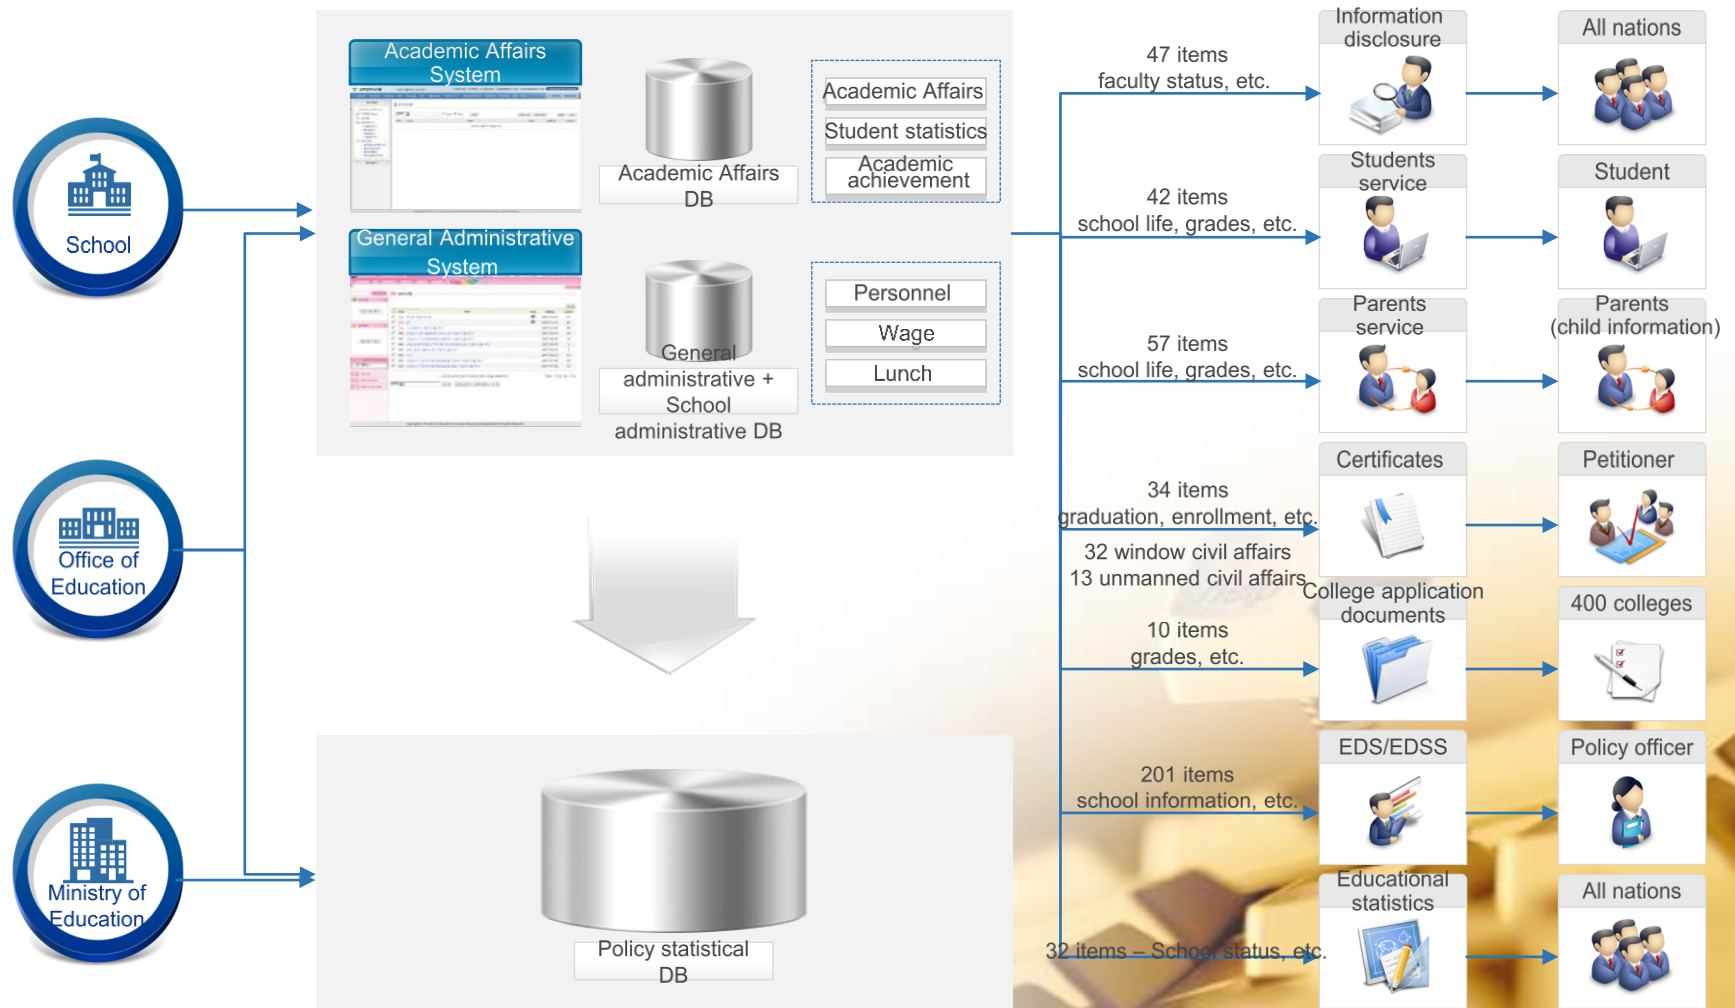 School
Office of
Education
Ministry of
Education
Academic Affairs
System
Academic Affairs
DB
Academic Affairs
Student statistics
Academic
achievement
General Administrative
System
General
administrative +
School
administrative DB
Personnel
Wage
Lunch
Policy statistical
DB
47 items
faculty status, etc.
Information
disclosure
All nations
42 items
school life, grades, etc.
Students
service
Student
57 items
school life, grades, etc.
Parents
service
Parents
(child information)
34 items
graduation, enrollment, etc.
32 window civil affairs
13 unmanned civil affairs
Certificates
Petitioner
10 items
grades, etc.
College application
documents
400 colleges
201 items
school information, etc.
EDS/EDSS
Policy officer
32 items – School status, etc.
Educational
statistics
All nations